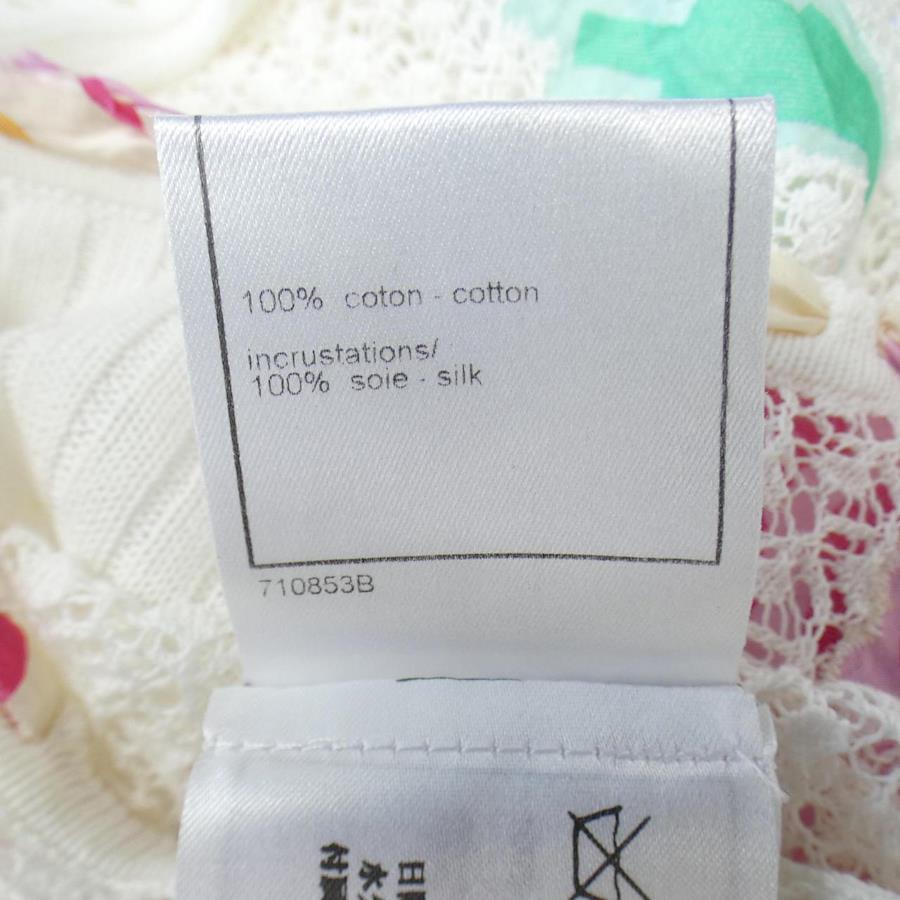 100% coton - cotton
incrustations/
100% soie - silk
710853B